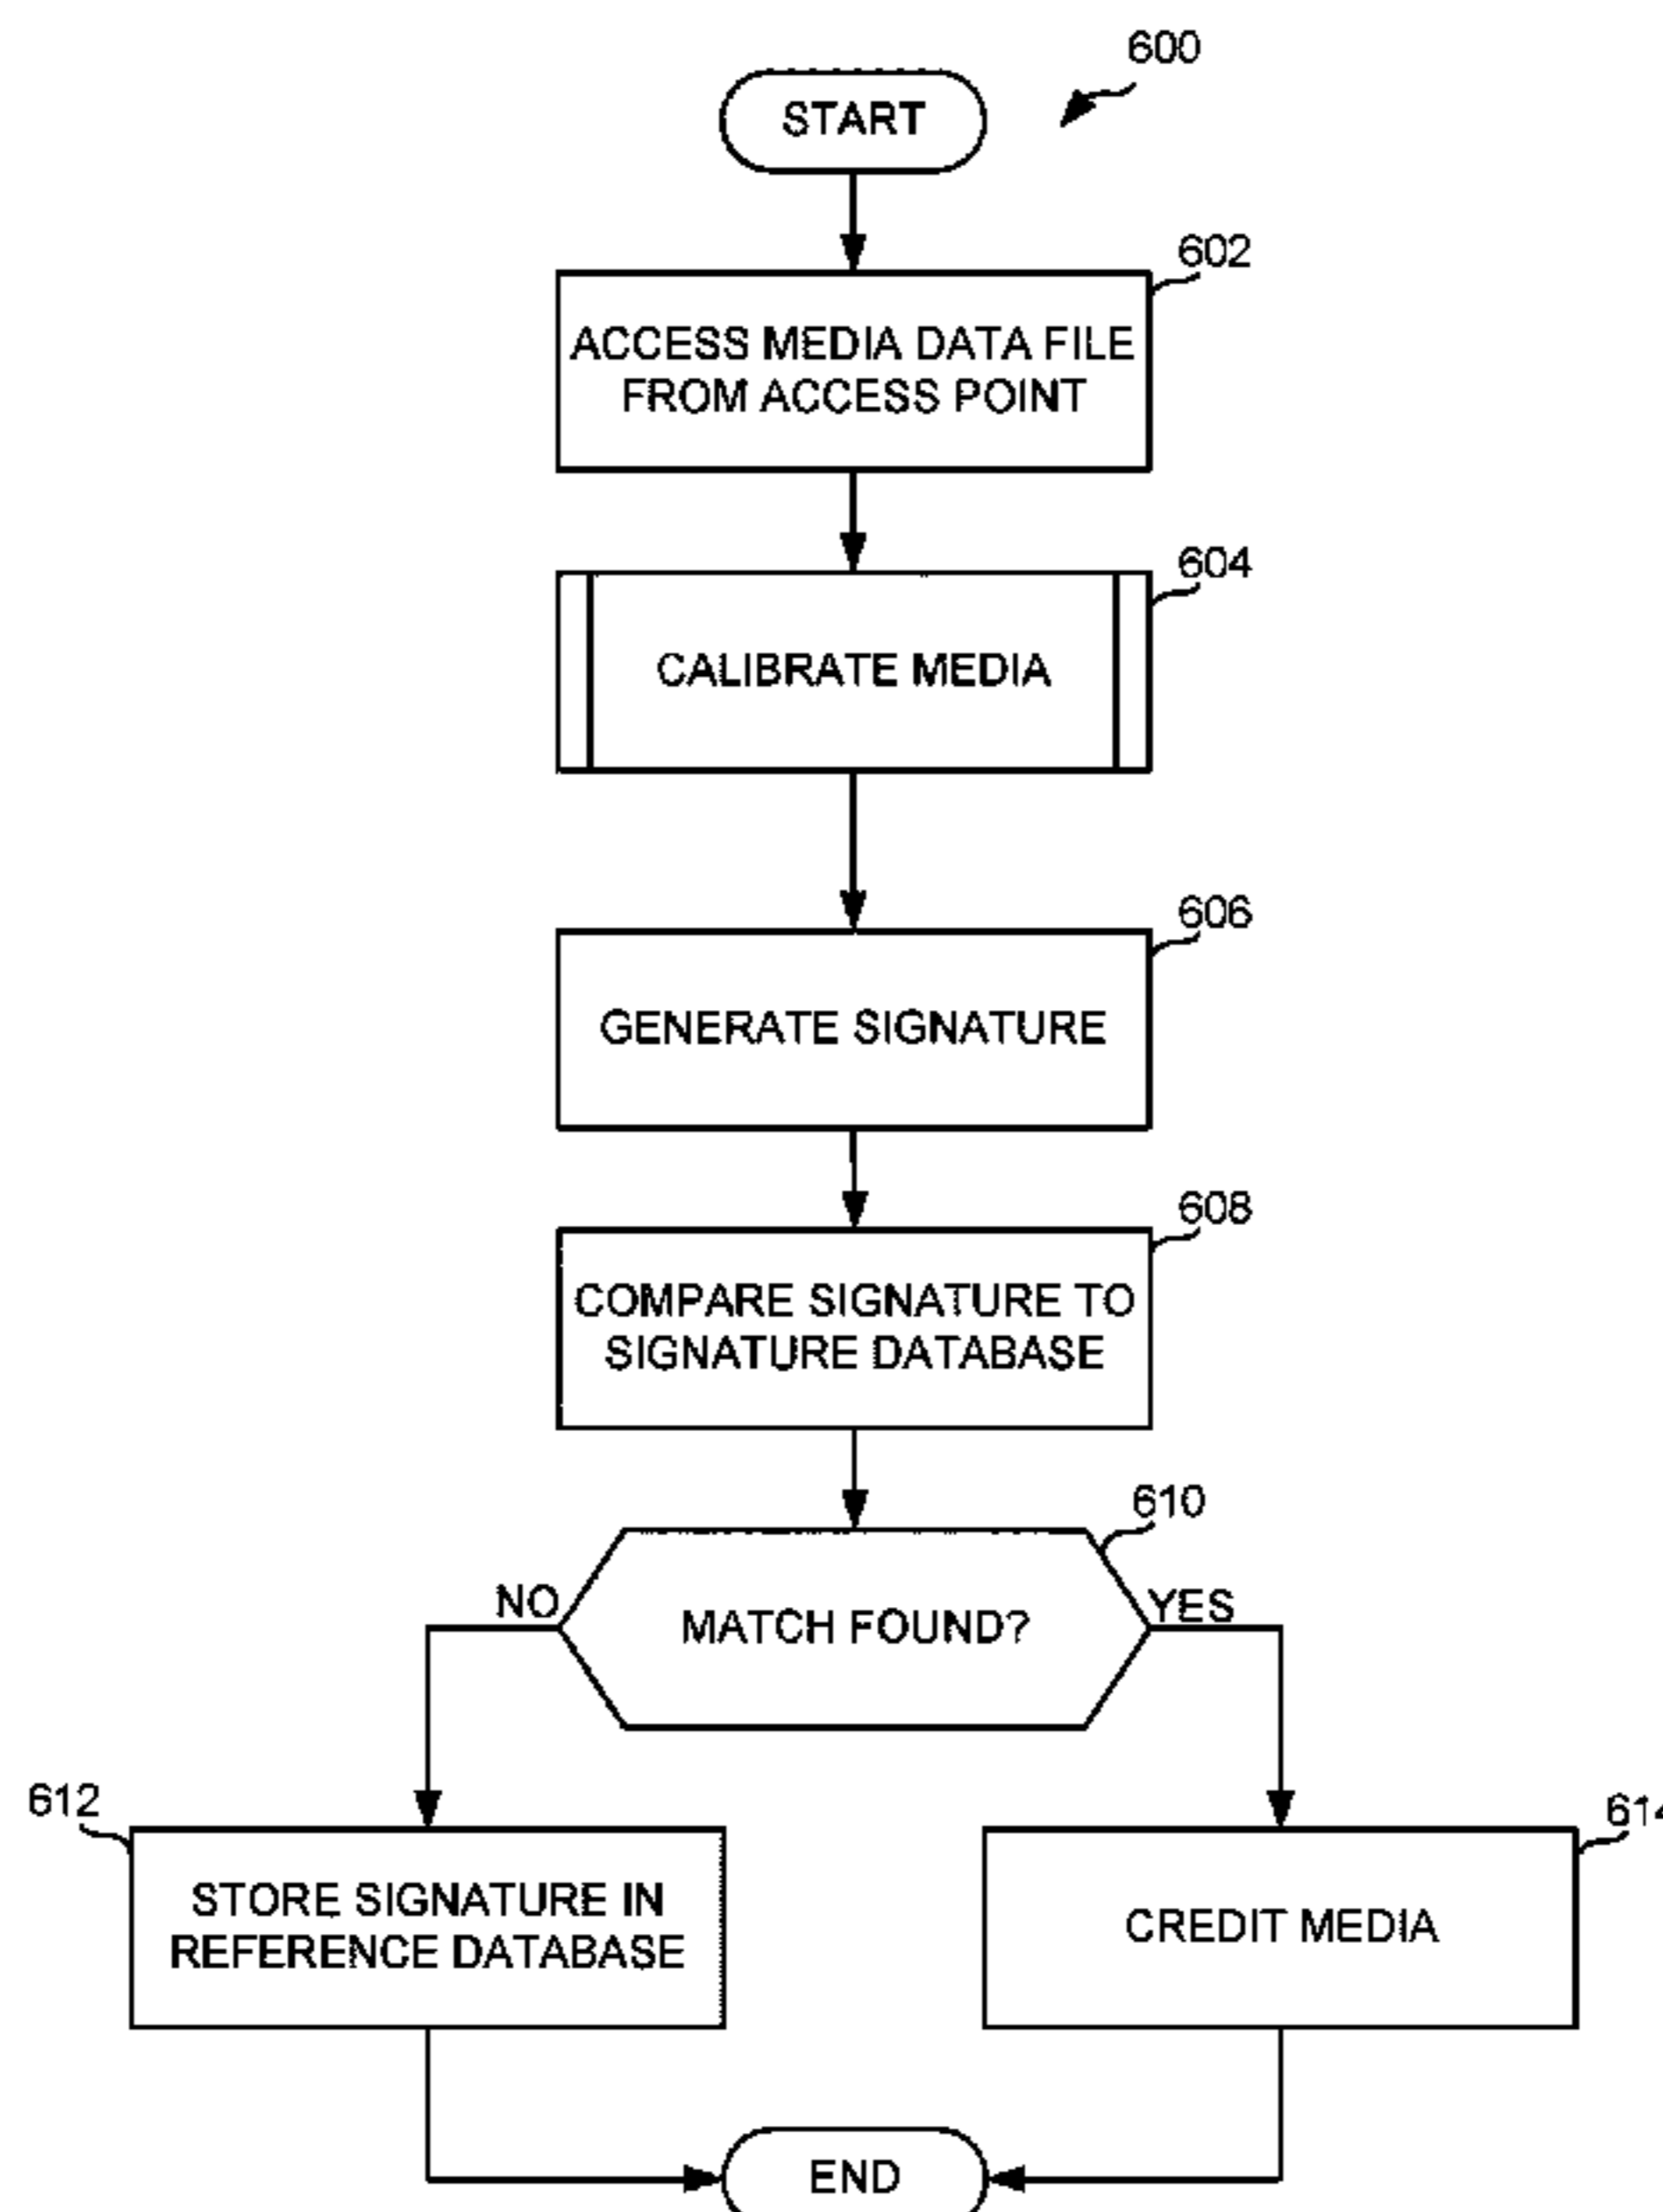 600
START
602
ACCESS MEDIA DATA FILE
FROM ACCESS POINT
604
CALIBRATE MEDIA
606
GENERATE SIGNATURE
608
COMPARE SIGNATURE TO
SIGNATURE DATABASE
610
NO
YES
MATCH FOUND?
612
614
STORE SIGNATURE IN
REFERENCE DATABASE
CREDIT MEDIA
END